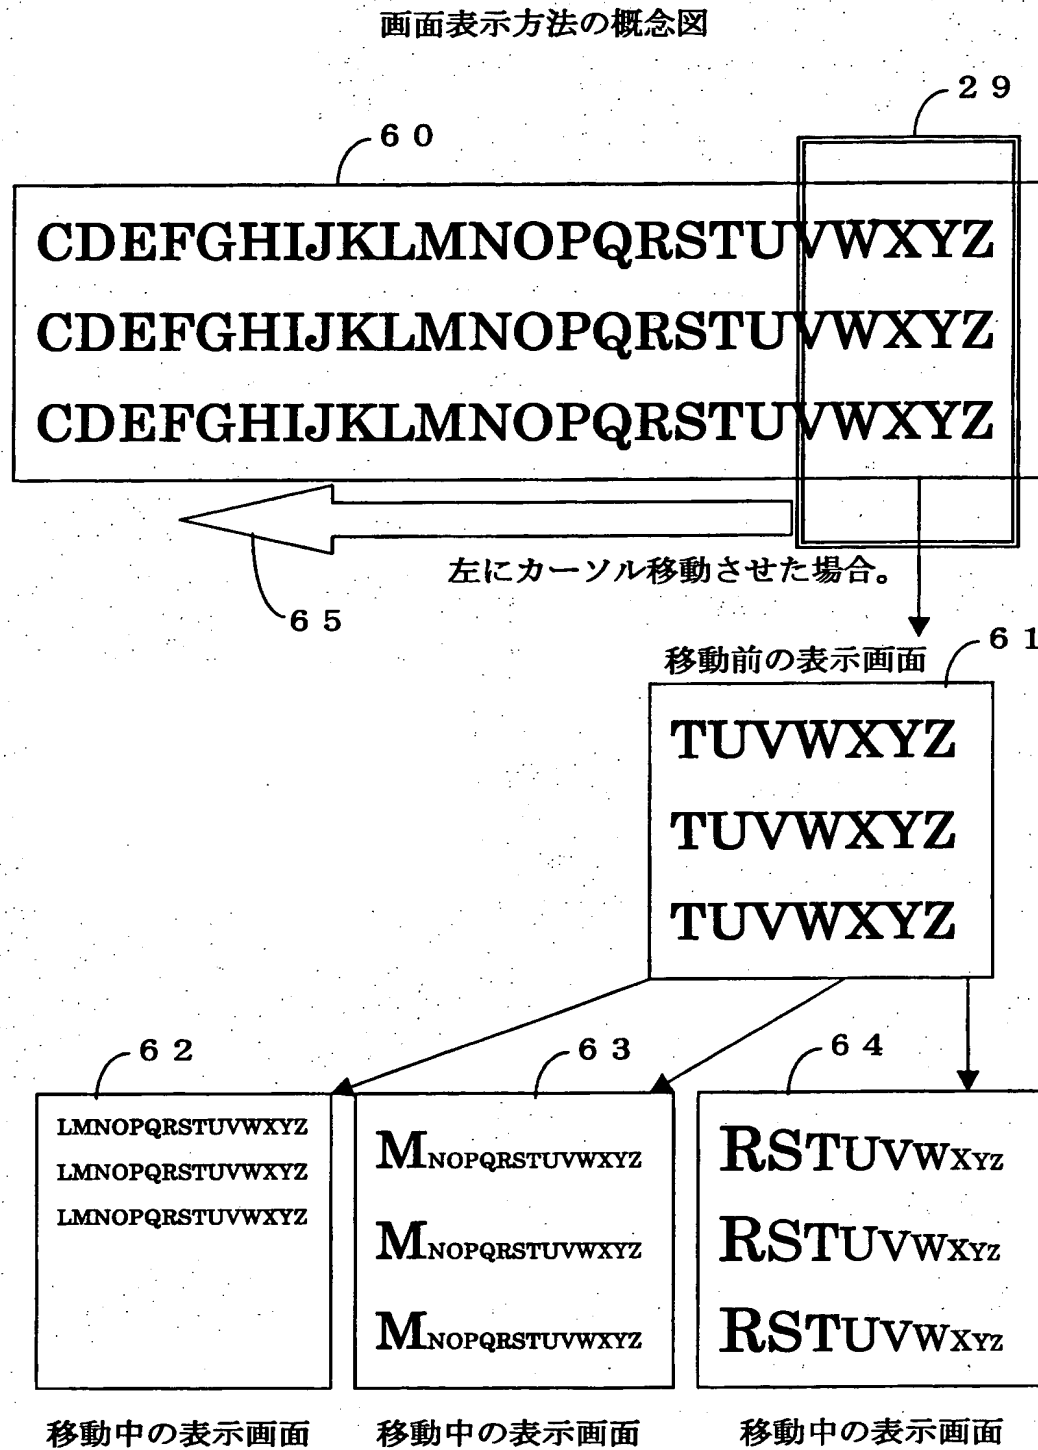 画面表示方法の概念図
29
60
CDEFGHIJKLMNOPQRSTUVWXYZ
CDEFGHIJKLMNOPQRSTUVWXYZ
CDEFGHIJKLMNOPQRSTUVWXYZ
左にカーソル移動させた場合。
65
61
移動前の表示画面
TUVWXYZ
TUVWXYZ
TUVWXYZ
62
LMNOPQRSTUVWXYZ
LMNOPQRSTUVWXYZ
LMNOPQRSTUVWXYZ
移動中の表示画面
63
MNOPQRSTUVWXYZ
MNOPQRSTUVWXYZ
MNOPQRSTUVWXYZ
移動中の表示画面
64
RSTUVWXYZ
RSTUVWXYZ
RSTUVWXYZ
移動中の表示画面